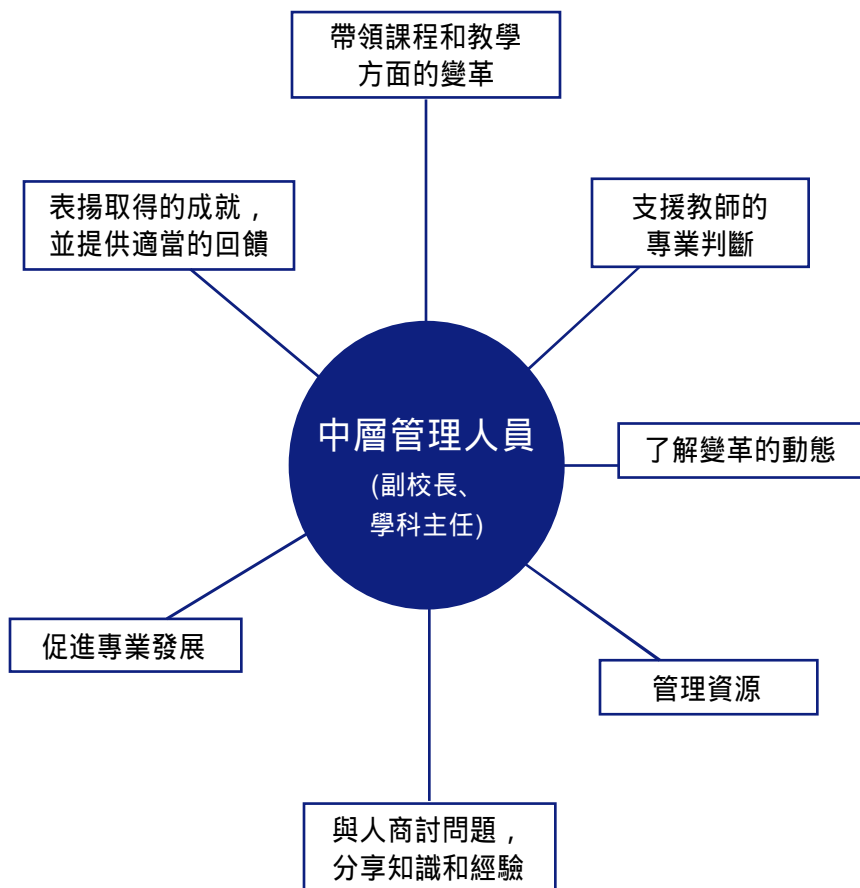 帶領課程和教學
方面的變革
表揚取得的成就，
並提供適當的回饋
支援教師的
專業判斷
中層管理人員
(副校長、
學科主任)
了解變革的動態
促進專業發展
管理資源
與人商討問題，
分享知識和經驗